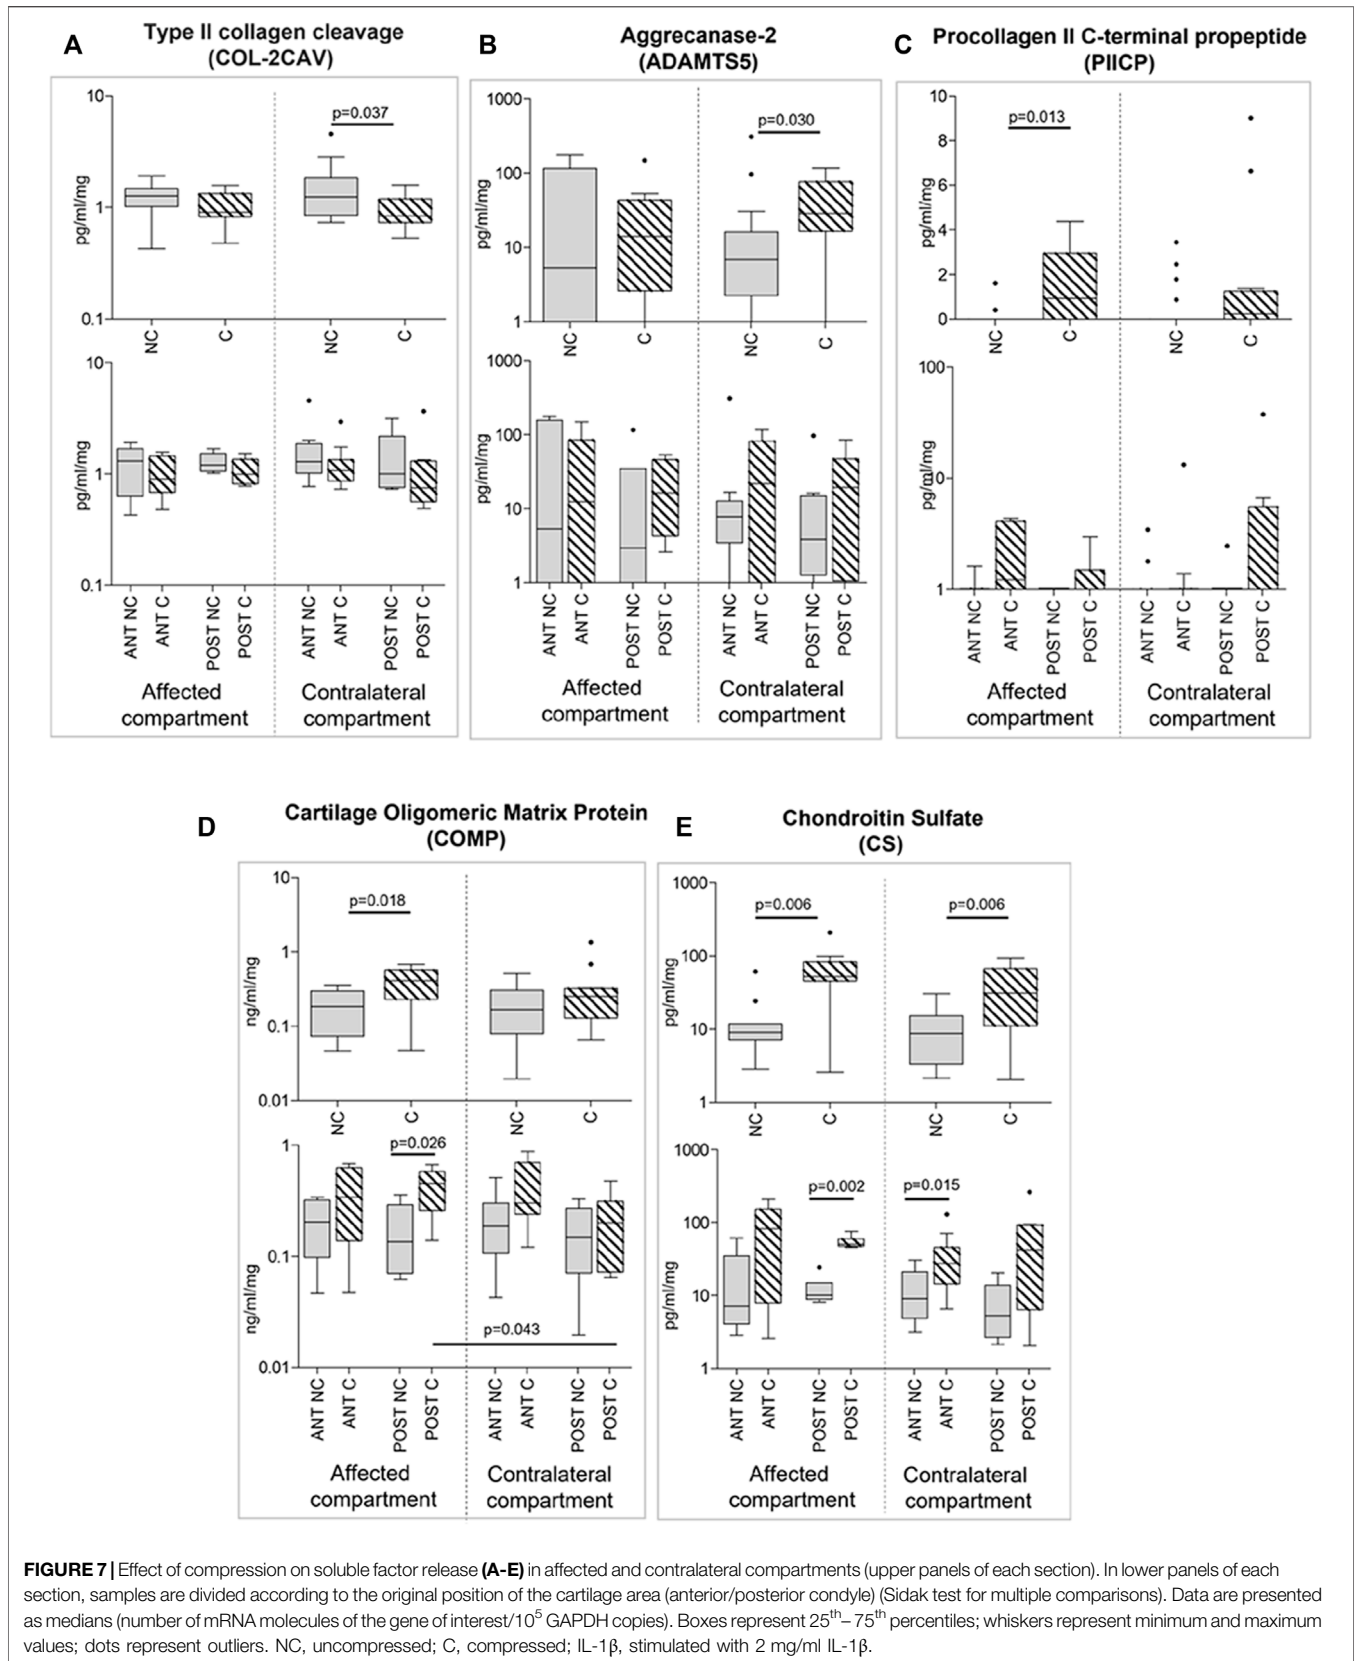 A
Type II collagen cleavage
(COL-2CAV)
10
1
0.1
pg/ml/mg
p=0.037
NC
C
NC
C
10
1
0.1
pg/ml/mg
ANT NC
ANT C
POST NC
POST C
ANT NC
ANT C
POST NC
POST C
Affected
compartment
Contralateral
compartment
B
Aggrecanase-2
(ADAMTS5)
1000
100
10
1
pg/ml/mg
p=0.030
NC
C
NC
C
1000
100
10
1
pg/ml/mg
ANT NC
ANT C
POST NC
POST C
ANT NC
ANT C
POST NC
POST C
Affected
compartment
Contralateral
compartment
C
Procollagen II C-terminal propeptide
(PIICP)
10
8
6
4
2
0
pg/ml/mg
p=0.013
NC
C
NC
C
100
10
1
pg/ml/mg
ANT NC
ANT C
POST NC
POST C
ANT NC
ANT C
POST NC
POST C
Affected
compartment
Contralateral
compartment
D
Cartilage Oligomeric Matrix Protein
(COMP)
10
1
0.1
0.01
ng/ml/mg
p=0.018
NC
C
NC
C
1
0.1
0.01
ng/ml/mg
p=0.026
p=0.043
ANT NC
ANT C
POST NC
POST C
ANT NC
ANT C
POST NC
POST C
Affected
compartment
Contralateral
compartment
E
Chondroitin Sulfate
(CS)
1000
100
10
1
pg/ml/mg
p=0.006
p=0.006
NC
C
NC
C
1000
100
10
1
pg/ml/mg
p=0.002
p=0.015
ANT NC
ANT C
POST NC
POST C
ANT NC
ANT C
POST NC
POST C
Affected
compartment
Contralateral
compartment
FIGURE 7 | Effect of compression on soluble factor release (A-E) in affected and contralateral compartments (upper panels of each section). In lower panels of each
section, samples are divided according to the original position of the cartilage area (anterior/posterior condyle) (Sidak test for multiple comparisons). Data are presented
as medians (number of mRNA molecules of the gene of interest/10⁵ GAPDH copies). Boxes represent 25th–75th percentiles; whiskers represent minimum and maximum
values; dots represent outliers. NC, uncompressed; C, compressed; IL-1β, stimulated with 2 mg/ml IL-1β.